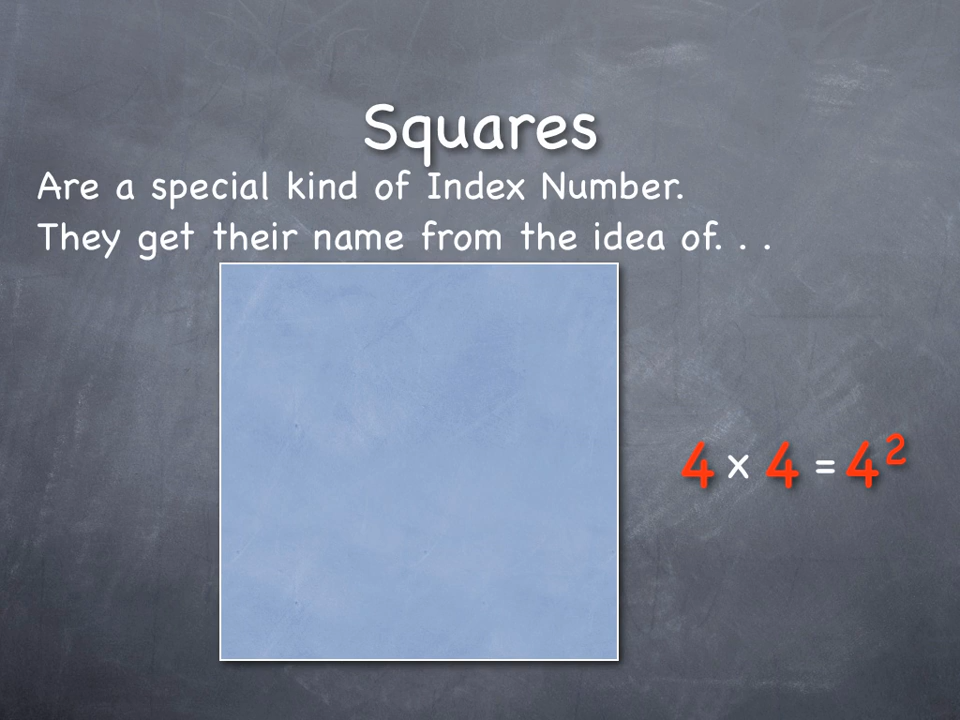 Squares
Are a special kind of Index Number.
They get their name from the idea of. . .
4 x 4 = 4²